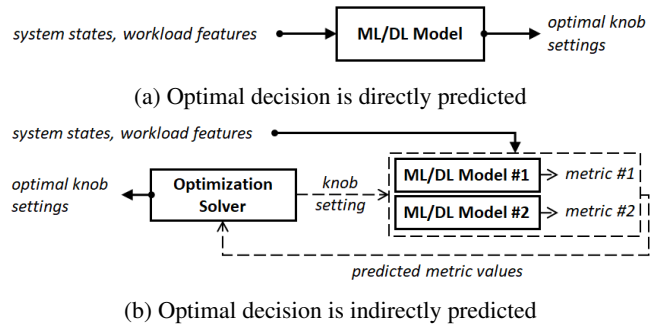 system states, workload features
ML/DL Model
optimal knob
settings
(a) Optimal decision is directly predicted
system states, workload features
optimal knob
settings
Optimization
Solver
knob
setting
ML/DL Model #1
metric #1
ML/DL Model #2
metric #2
predicted metric values
(b) Optimal decision is indirectly predicted